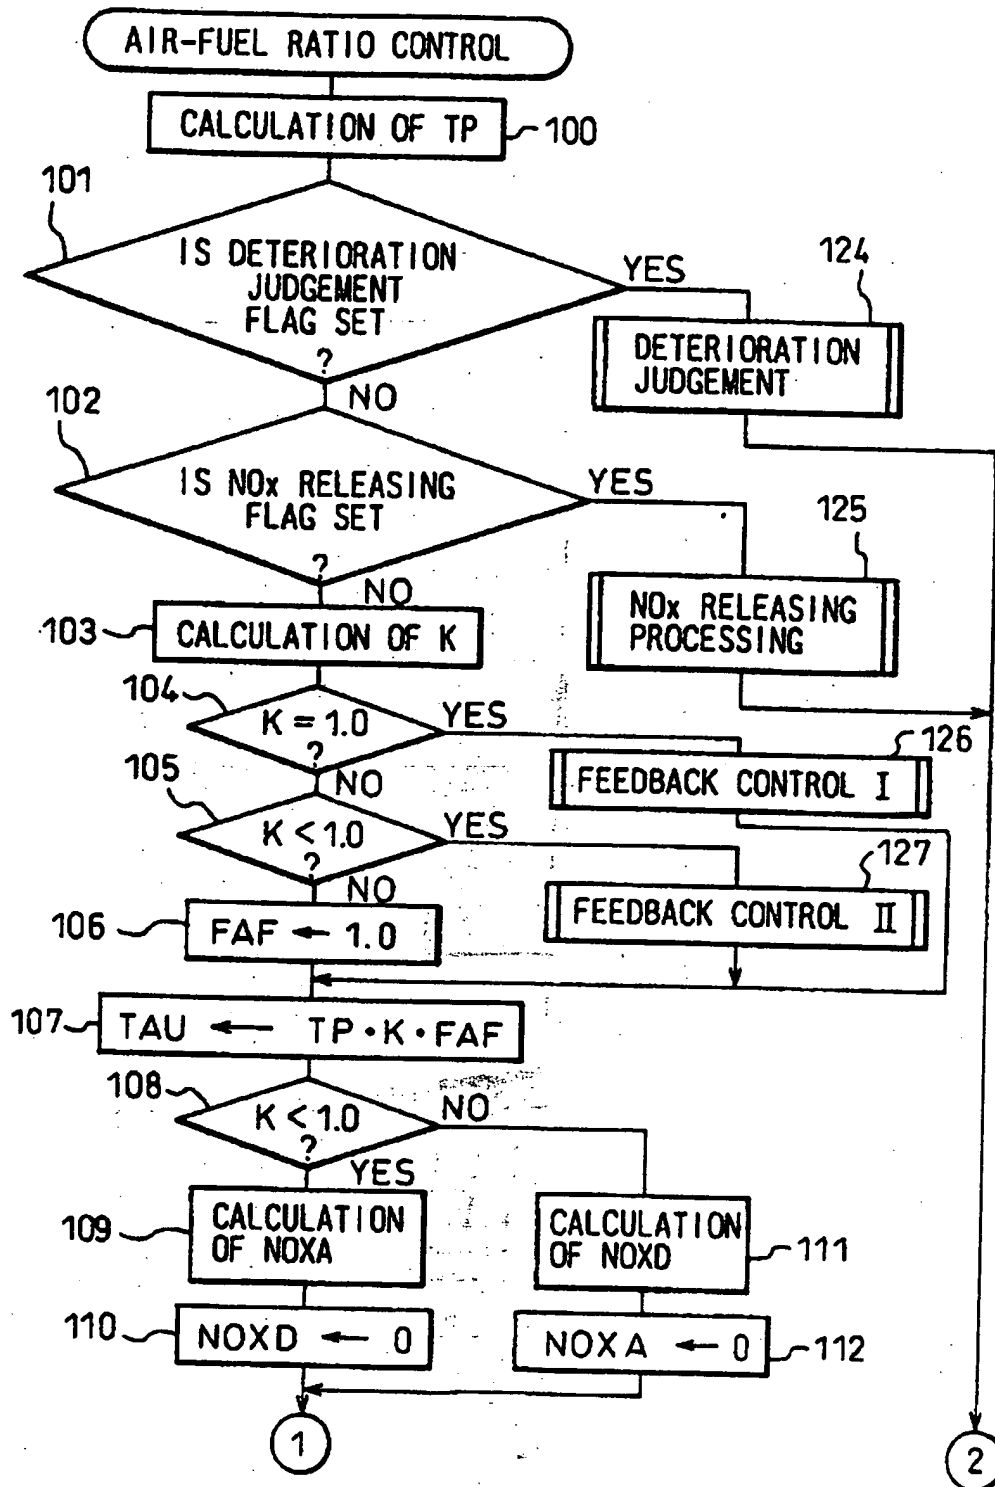 AIR-FUEL RATIO CONTROL
CALCULATION OF TP
100
101
IS DETERIORATION
JUDGEMENT
FLAG SET
?
YES
124
DETERIORATION
JUDGEMENT
NO
102
IS NOx RELEASING
FLAG SET
?
YES
125
NOx RELEASING
PROCESSING
NO
103
CALCULATION OF K
104
K = 1.0
?
YES
126
FEEDBACK CONTROL I
NO
105
K < 1.0
?
YES
127
FEEDBACK CONTROL II
NO
106
FAF ← 1.0
107
TAU ← TP・K・FAF
108
K < 1.0
?
NO
YES
109
CALCULATION
OF NOXA
CALCULATION
OF NOXD
111
110
NOXD ← 0
NOXA ← 0
112
1
2